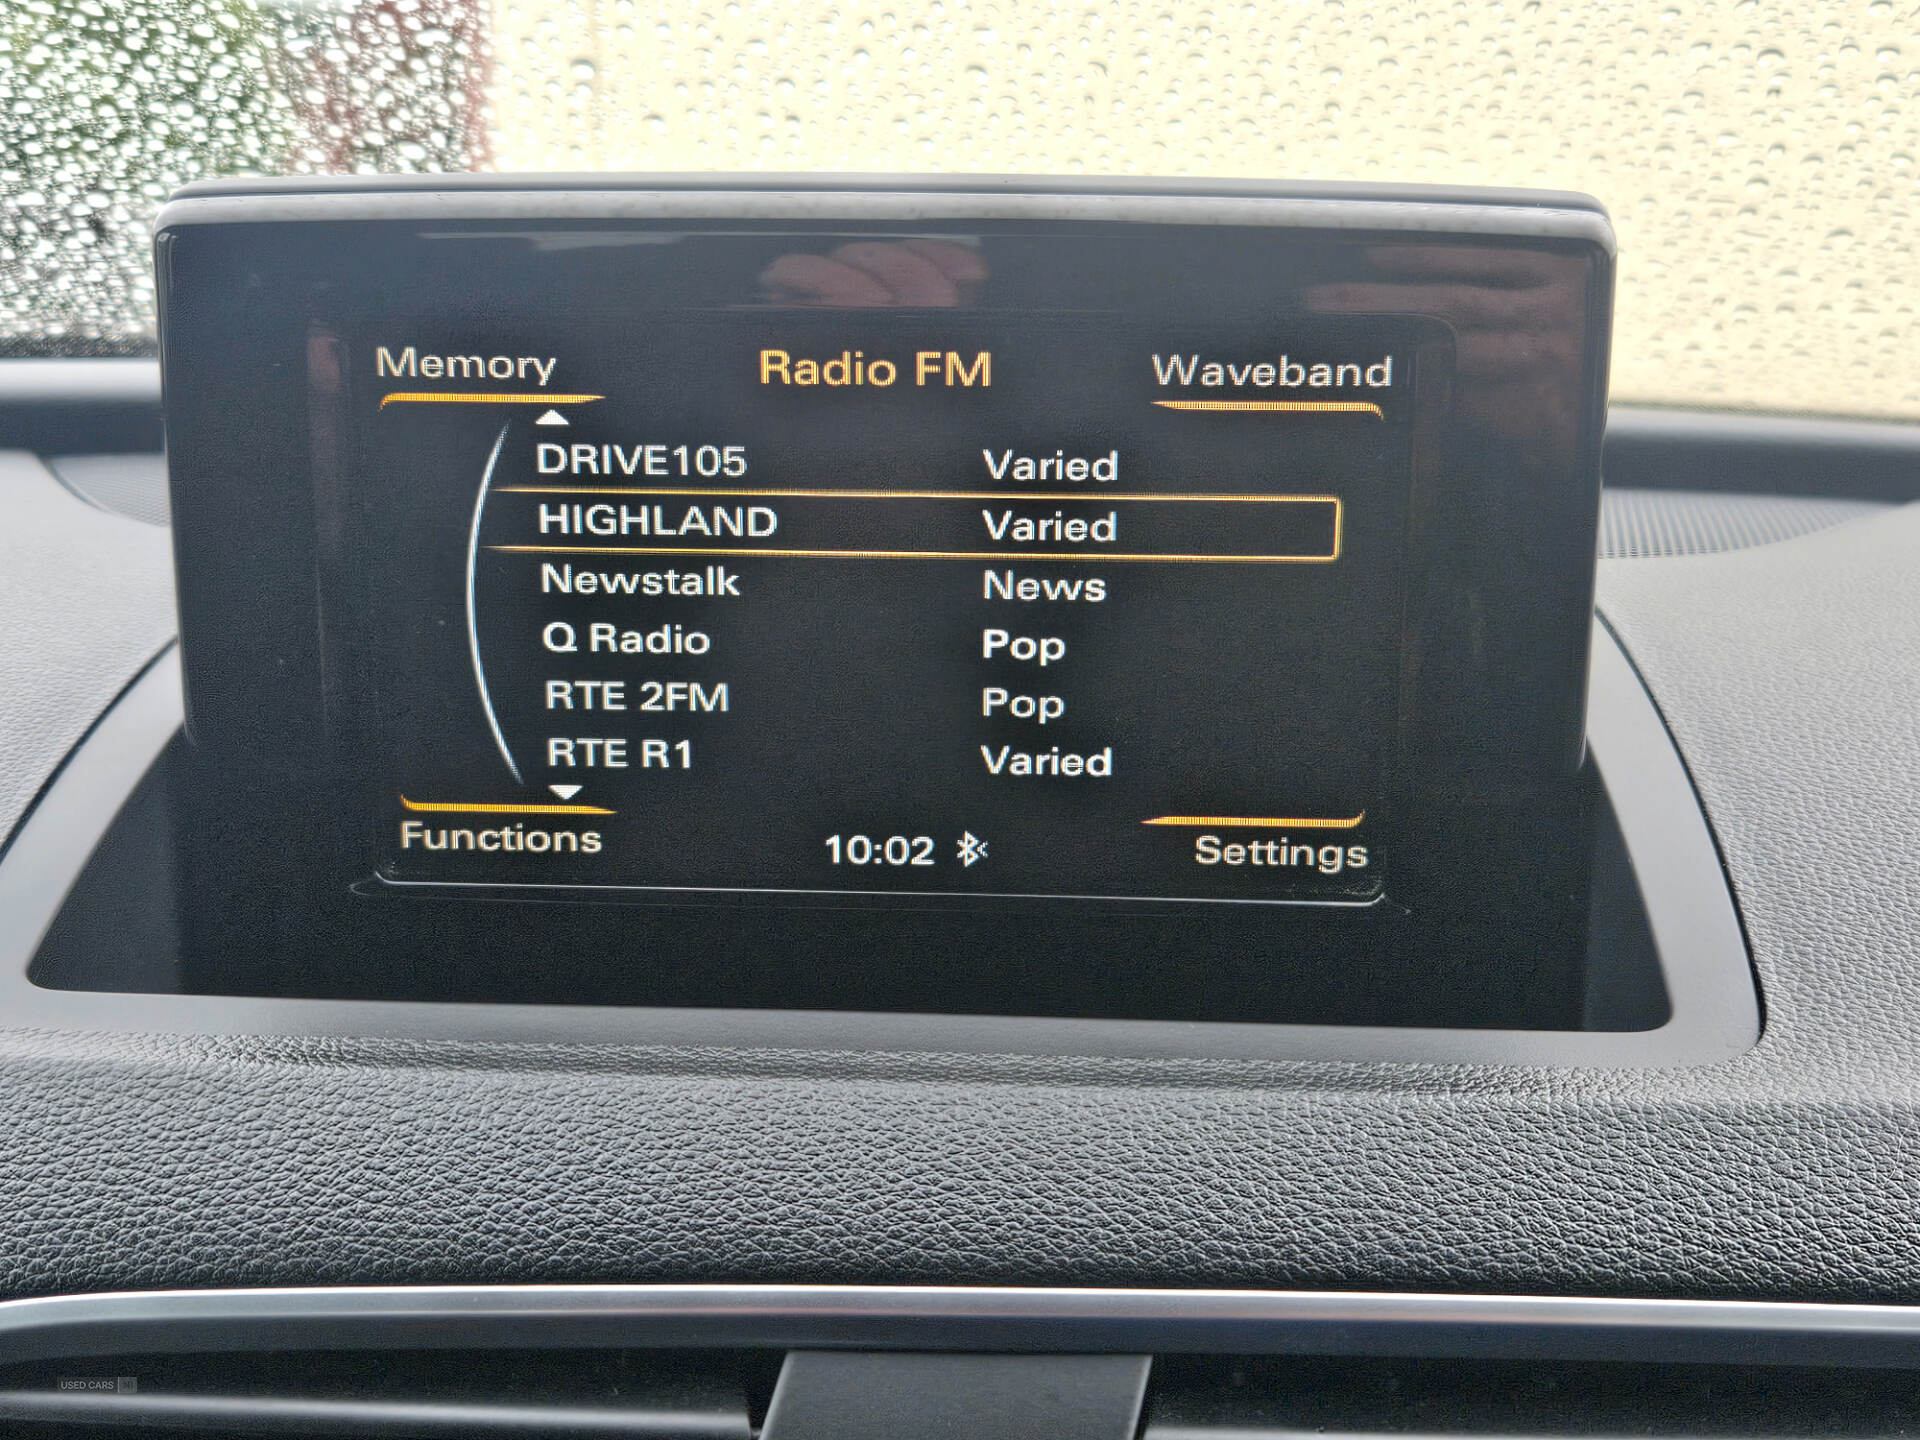 Memory Radio FM Waveband
DRIVE105 Varied
HIGHLAND Varied
Newstalk News
Q Radio Pop
RTE 2FM Pop
RTE R1 Varied
Functions 10:02 Settings
USED CARS NI